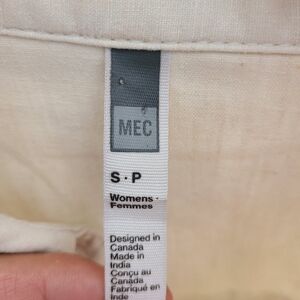 MEC
S · P
Womens ·
Femmes
Designed in
Canada
Made in
India
Conçu au
Canada
Fabriqué en
Inde